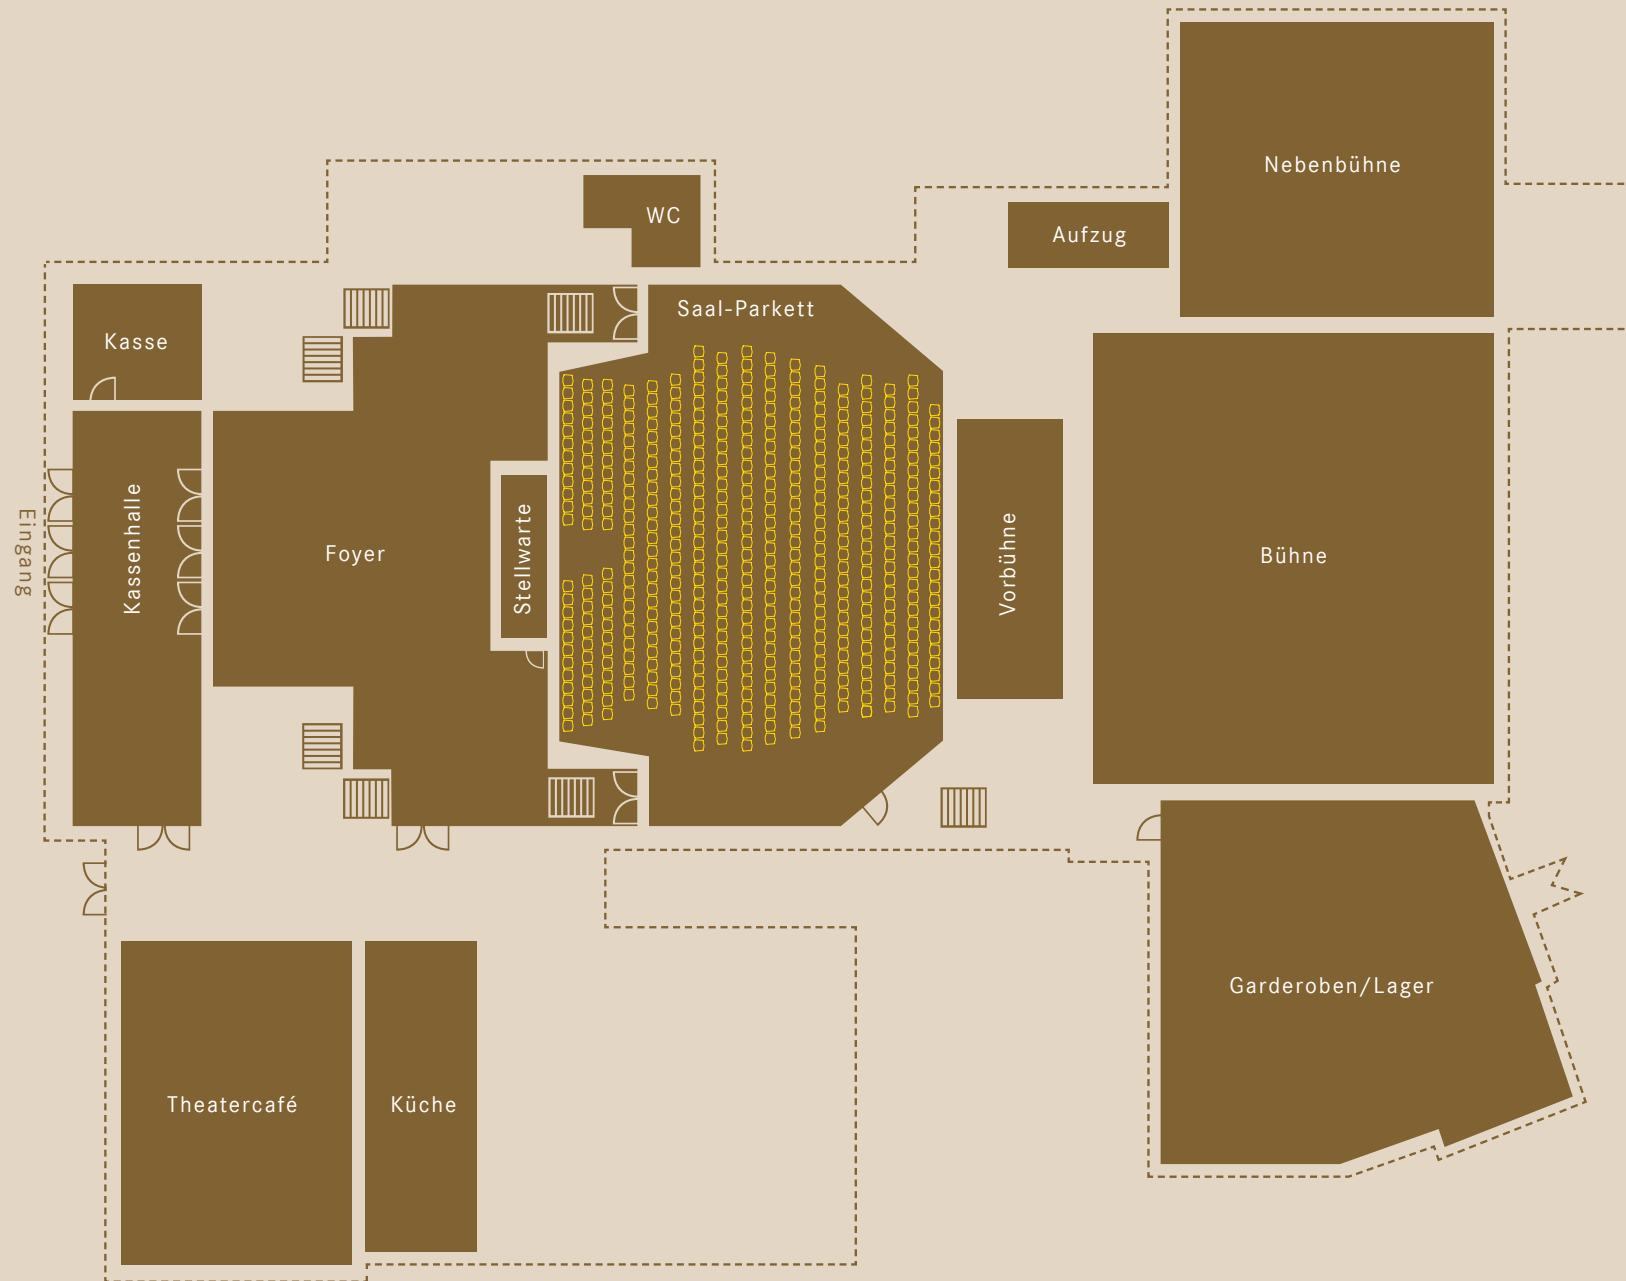 Nebenbühne
WC
Aufzug
Saal-Parkett
Kasse
Eingang
Kassenhalle
Foyer
Stellwarte
Vorbühne
Bühne
Garderoben/Lager
Theatercafé
Küche